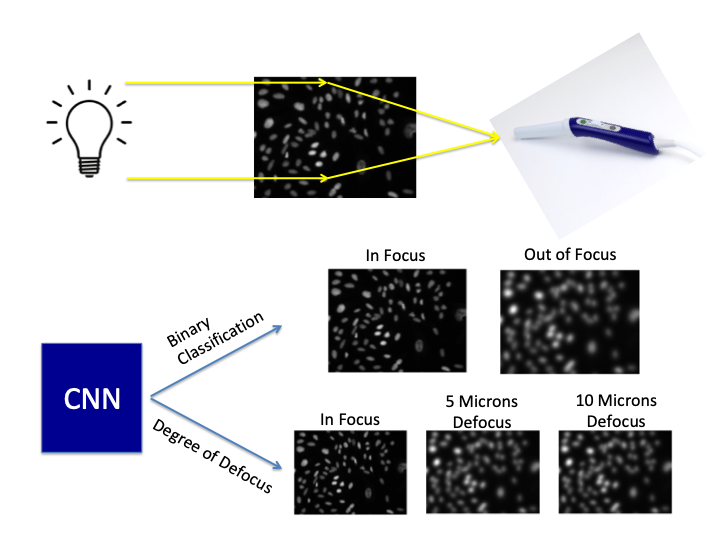 In Focus
Out of Focus
Binary
Classification
CNN
Degree of Defocus
In Focus
5 Microns
Defocus
10 Microns
Defocus